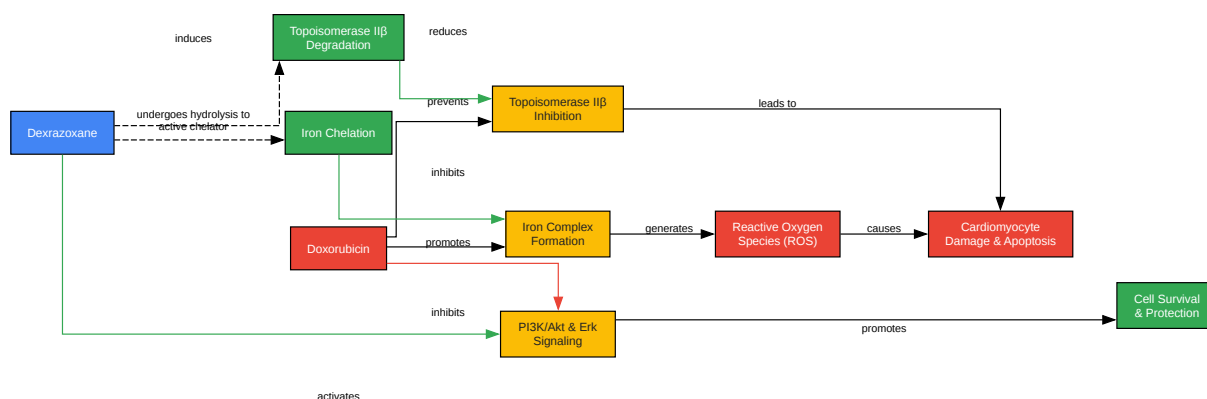 Topoisomerase IIβ
Degradation
induces
reduces
Topoisomerase IIβ
Inhibition
prevents
leads to
undergoes hydrolysis to
active chelator
Dexrazoxane
Iron Chelation
inhibits
Iron Complex
Formation
Reactive Oxygen
Species (ROS)
Cardiomyocyte
Damage & Apoptosis
generates
causes
promotes
Doxorubicin
Cell Survival
& Protection
inhibits
PI3K/Akt & Erk
Signaling
promotes
activates